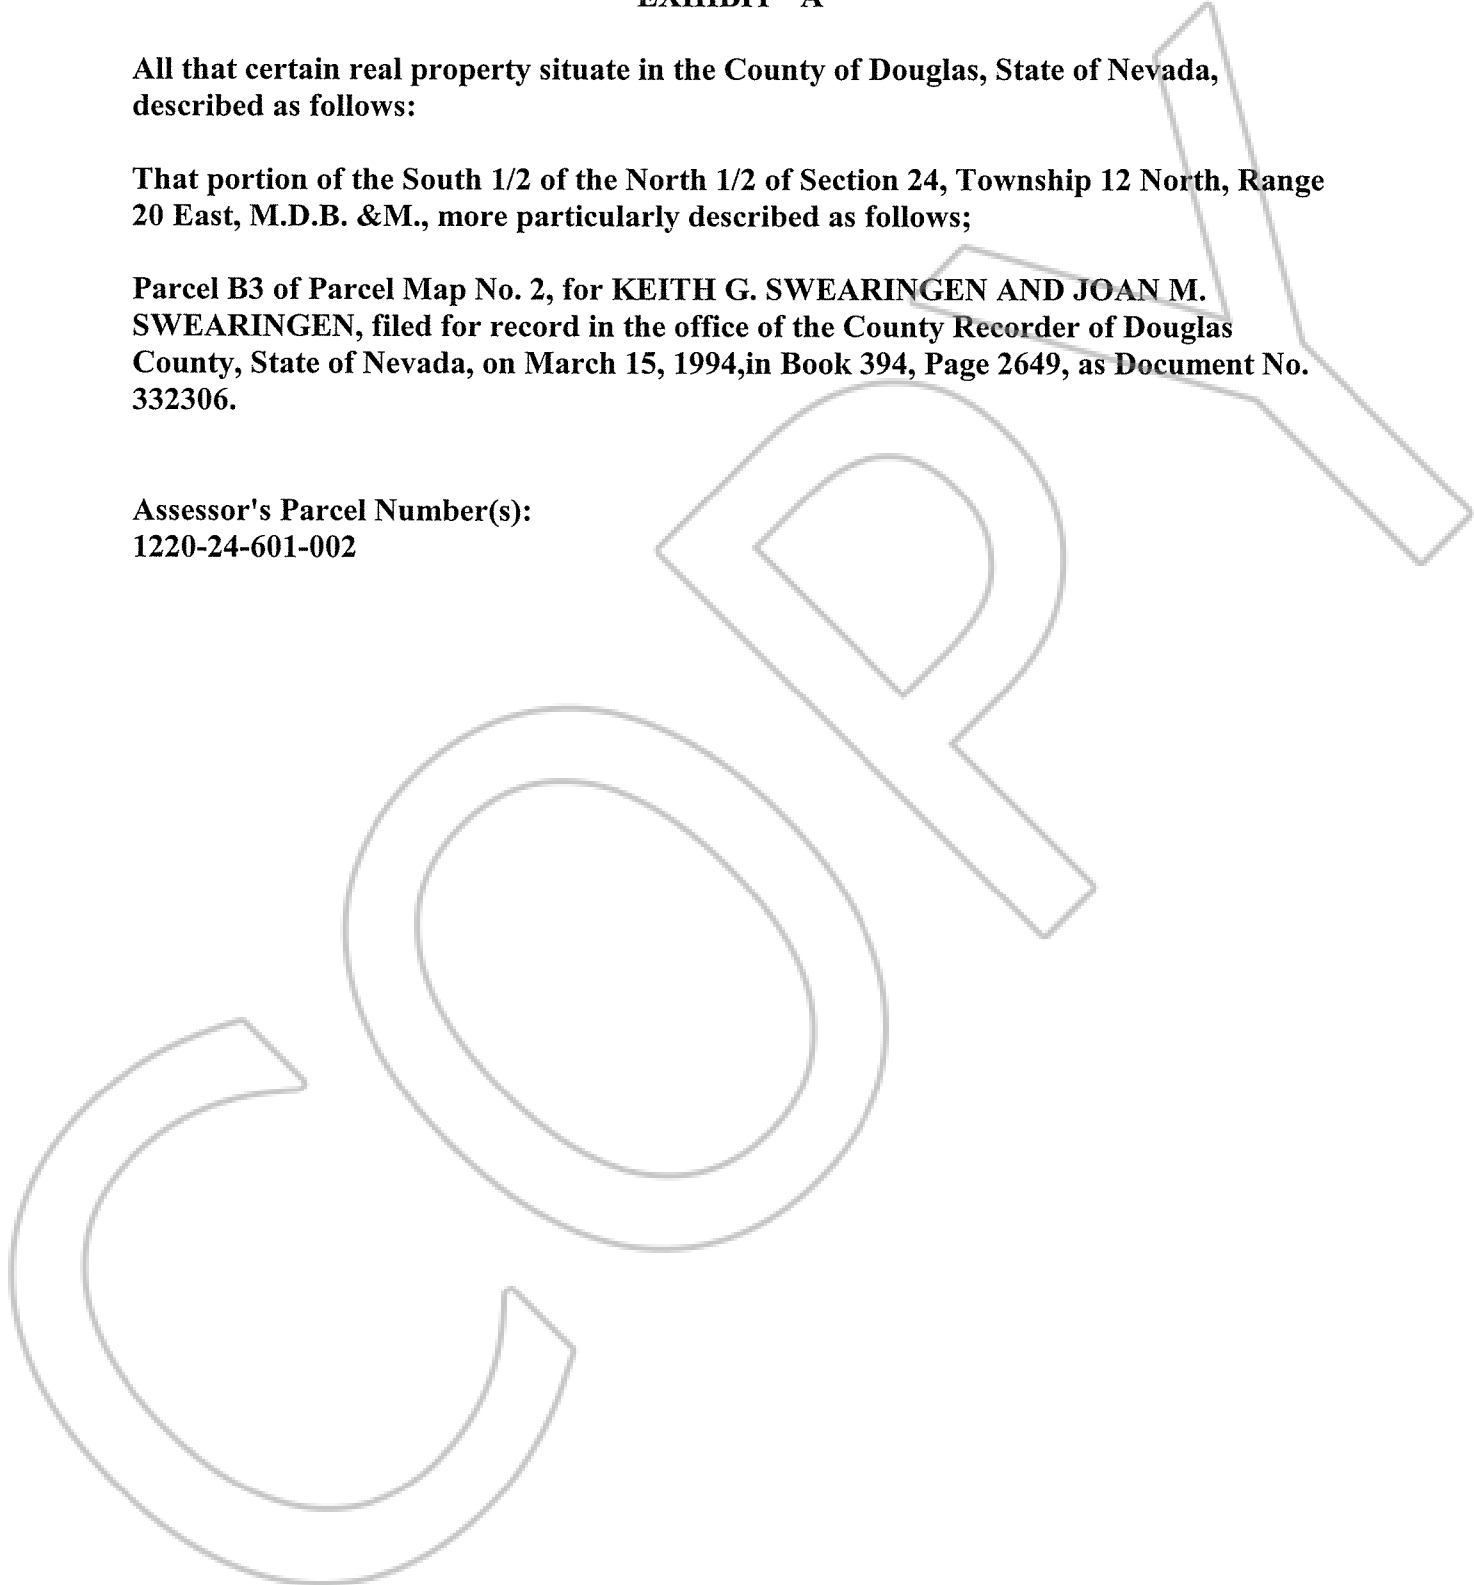 EXHIBIT "A"
All that certain real property situate in the County of Douglas, State of Nevada,
described as follows:
That portion of the South 1/2 of the North 1/2 of Section 24, Township 12 North, Range
20 East, M.D.B. &M., more particularly described as follows;
Parcel B3 of Parcel Map No. 2, for KEITH G. SWEARINGEN AND JOAN M.
SWEARINGEN, filed for record in the office of the County Recorder of Douglas
County, State of Nevada, on March 15, 1994,in Book 394, Page 2649, as Document No.
332306.
Assessor's Parcel Number(s):
1220-24-601-002
COPY